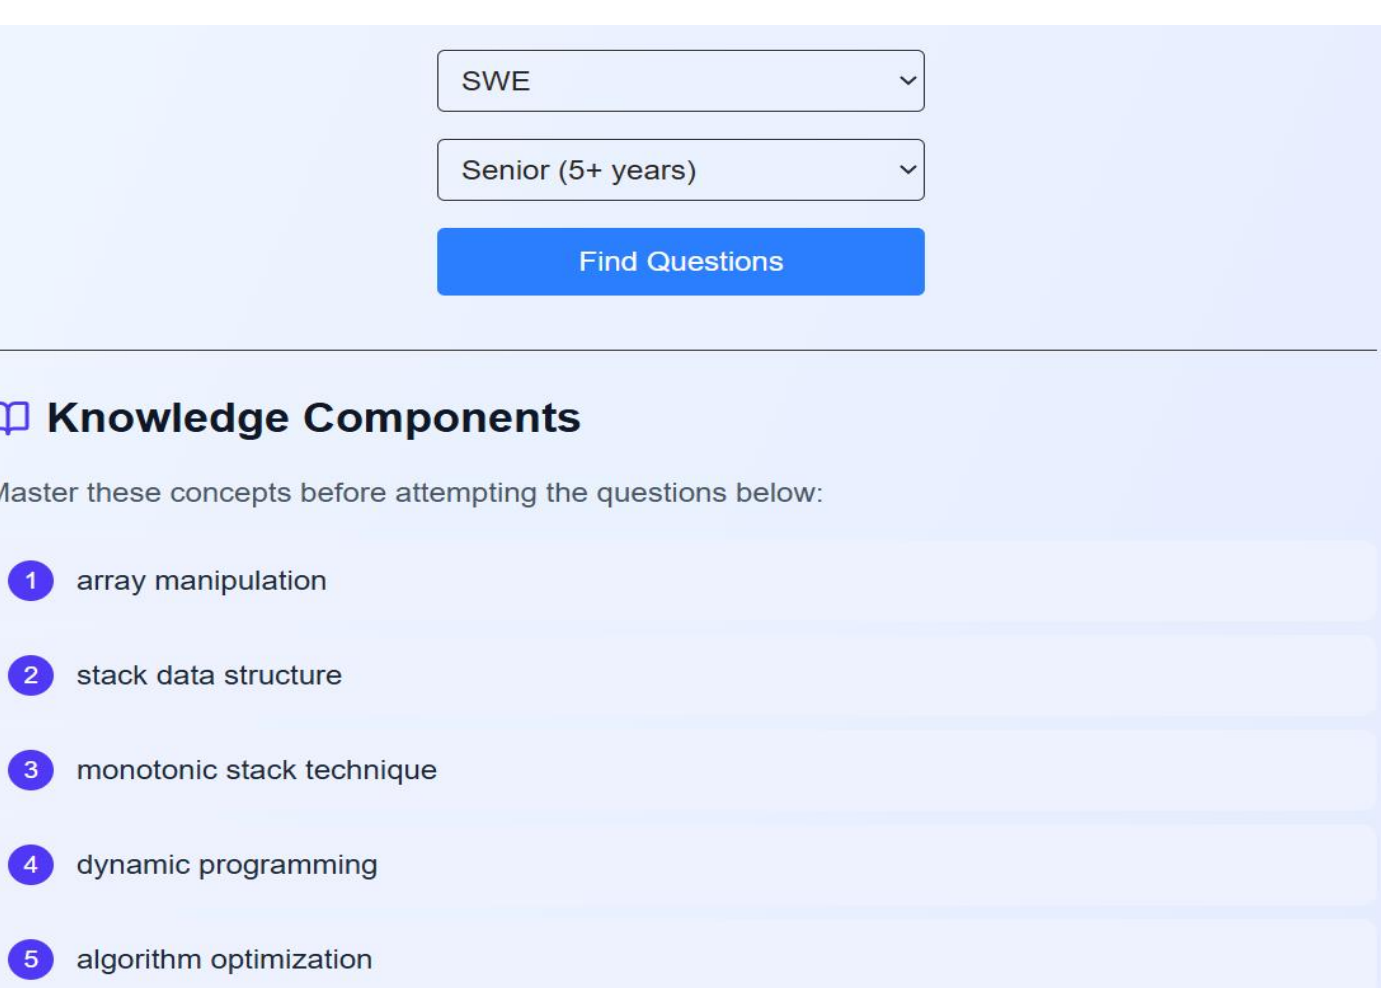 SWE
Senior (5+ years)
Find Questions
Knowledge Components
Master these concepts before attempting the questions below:
1 array manipulation
2 stack data structure
3 monotonic stack technique
4 dynamic programming
5 algorithm optimization